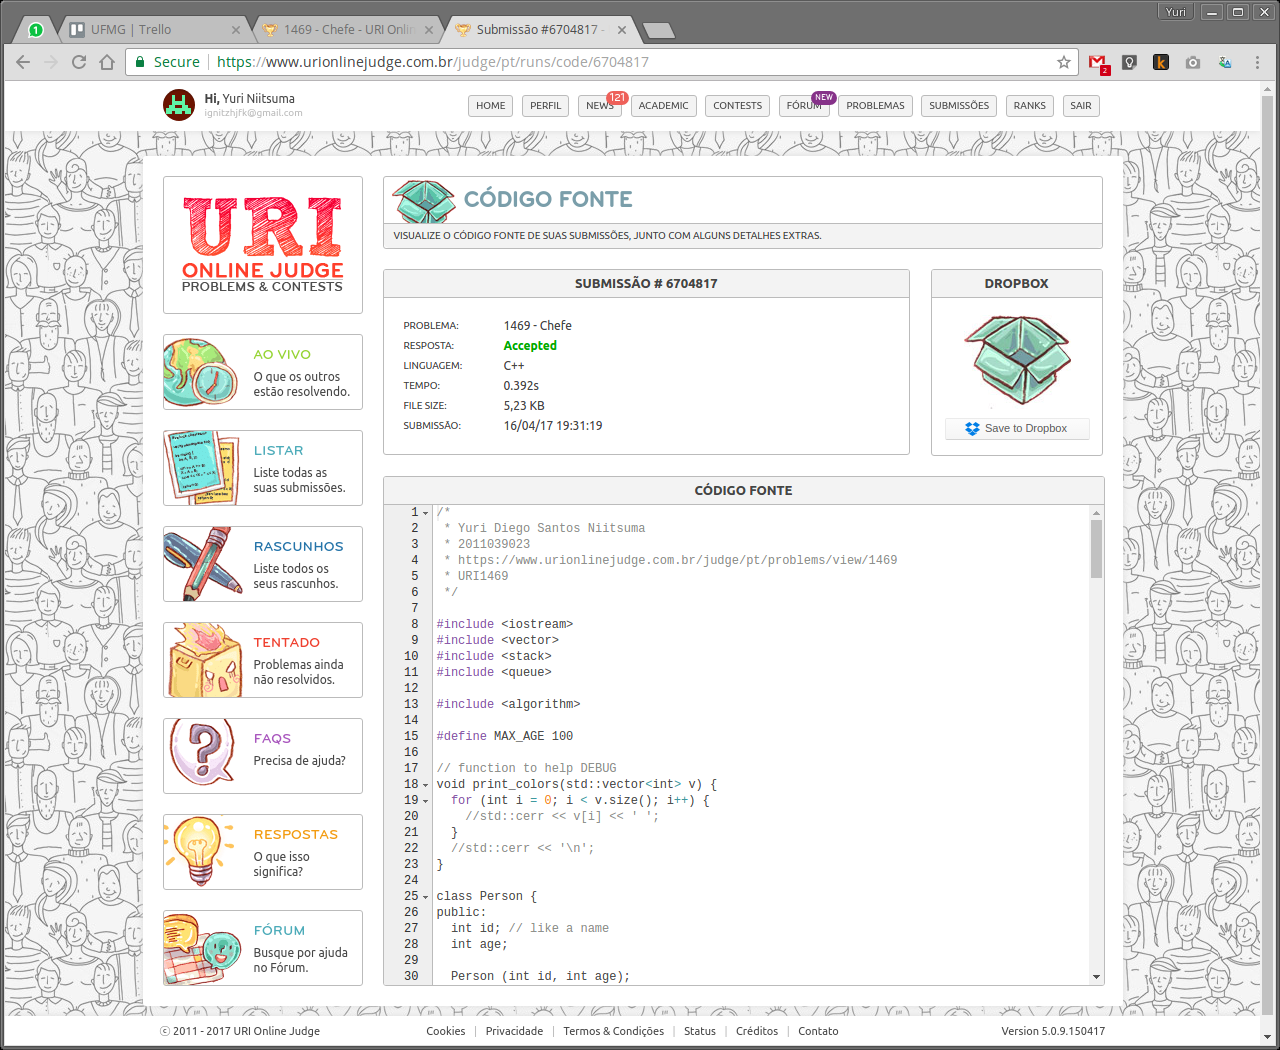 Yuri
1
UFMG | Trello
1469 - Chefe - URI Onlin
Submissão #6704817 -
Secure
https://www.urionlinejudge.com.br/judge/pt/runs/code/6704817
2
Hi, Yuri Niitsuma
ignitzhjfk@gmail.com
HOME
PERFIL
NEWS
121
ACADEMIC
CONTESTS
FÓRUM
NEW
PROBLEMAS
SUBMISSÕES
RANKS
SAIR
URI
ONLINE JUDGE
PROBLEMS & CONTESTS
AO VIVO
O que os outros
estão resolvendo.
LISTAR
Liste todas as
suas submissões.
RASCUNHOS
Liste todos os
seus rascunhos.
TENTADO
Problemas ainda
não resolvidos.
FAQS
Precisa de ajuda?
RESPOSTAS
O que isso
significa?
FÓRUM
Busque por ajuda
no Fórum.
CÓDIGO FONTE
VISUALIZE O CÓDIGO FONTE DE SUAS SUBMISSÕES, JUNTO COM ALGUNS DETALHES EXTRAS.
SUBMISSÃO # 6704817
PROBLEMA: 1469 - Chefe
RESPOSTA: Accepted
LINGUAGEM: C++
TEMPO: 0.392s
FILE SIZE: 5,23 KB
SUBMISSÃO: 16/04/17 19:31:19
DROPBOX
Save to Dropbox
CÓDIGO FONTE
1 /*
2  * Yuri Diego Santos Niitsuma
3  * 2011039023
4  * https://www.urionlinejudge.com.br/judge/pt/problems/view/1469
5  * URI1469
6  */
7
8 #include <iostream>
9 #include <vector>
10 #include <stack>
11 #include <queue>
12
13 #include <algorithm>
14
15 #define MAX_AGE 100
16
17 // function to help DEBUG
18 void print_colors(std::vector<int> v) {
19   for (int i = 0; i < v.size(); i++) {
20     //std::cerr << v[i] << ' ';
21   }
22   //std::cerr << '\n';
23 }
24
25 class Person {
26 public:
27   int id; // like a name
28   int age;
29
30   Person (int id, int age);
© 2011 - 2017 URI Online Judge
Cookies | Privacidade | Termos & Condições | Status | Créditos | Contato
Version 5.0.9.150417